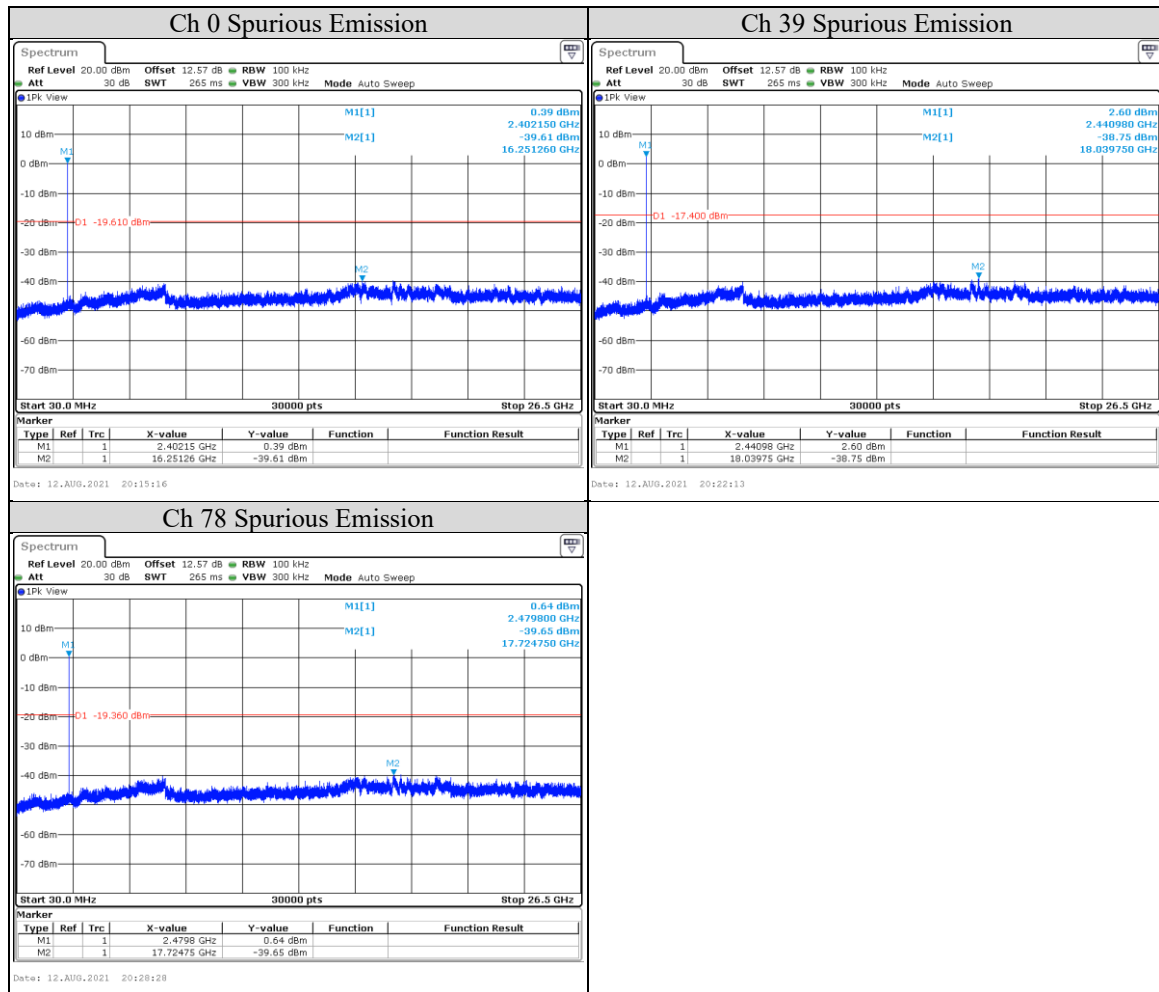 Ch 0 Spurious Emission
Spectrum
Ref Level 20.00 dBm Offset 12.57 dB RBW 100 kHz
Att 30 dB SWT 265 ms VBW 300 kHz Mode Auto Sweep
1Pk View
M1[1] 0.39 dBm
2.402150 GHz
10 dBm M2[1] -39.61 dBm
M1 16.251260 GHz
0 dBm
-10 dBm
-20 dBm D1 -19.610 dBm
-30 dBm
M2
-40 dBm
-60 dBm
-70 dBm
Start 30.0 MHz 30000 pts Stop 26.5 GHz
Marker
Type Ref Trc X-value Y-value Function Function Result
M1 1 2.40215 GHz 0.39 dBm
M2 1 16.25126 GHz -39.61 dBm
Date: 12.AUG.2021 20:15:16
Ch 39 Spurious Emission
Spectrum
Ref Level 20.00 dBm Offset 12.57 dB RBW 100 kHz
Att 30 dB SWT 265 ms VBW 300 kHz Mode Auto Sweep
1Pk View
M1[1] 2.60 dBm
2.440980 GHz
10 dBm M2[1] -38.75 dBm
M1 18.039750 GHz
0 dBm
-10 dBm
D1 -17.400 dBm
-20 dBm
-30 dBm
M2
-40 dBm
-60 dBm
-70 dBm
Start 30.0 MHz 30000 pts Stop 26.5 GHz
Marker
Type Ref Trc X-value Y-value Function Function Result
M1 1 2.44098 GHz 2.60 dBm
M2 1 18.03975 GHz -38.75 dBm
Date: 12.AUG.2021 20:22:13
Ch 78 Spurious Emission
Spectrum
Ref Level 20.00 dBm Offset 12.57 dB RBW 100 kHz
Att 30 dB SWT 265 ms VBW 300 kHz Mode Auto Sweep
1Pk View
M1[1] 0.64 dBm
2.479800 GHz
10 dBm M2[1] -39.65 dBm
M1 17.724750 GHz
0 dBm
-10 dBm
-20 dBm D1 -19.360 dBm
-30 dBm
M2
-40 dBm
-60 dBm
-70 dBm
Start 30.0 MHz 30000 pts Stop 26.5 GHz
Marker
Type Ref Trc X-value Y-value Function Function Result
M1 1 2.4798 GHz 0.64 dBm
M2 1 17.72475 GHz -39.65 dBm
Date: 12.AUG.2021 20:28:28